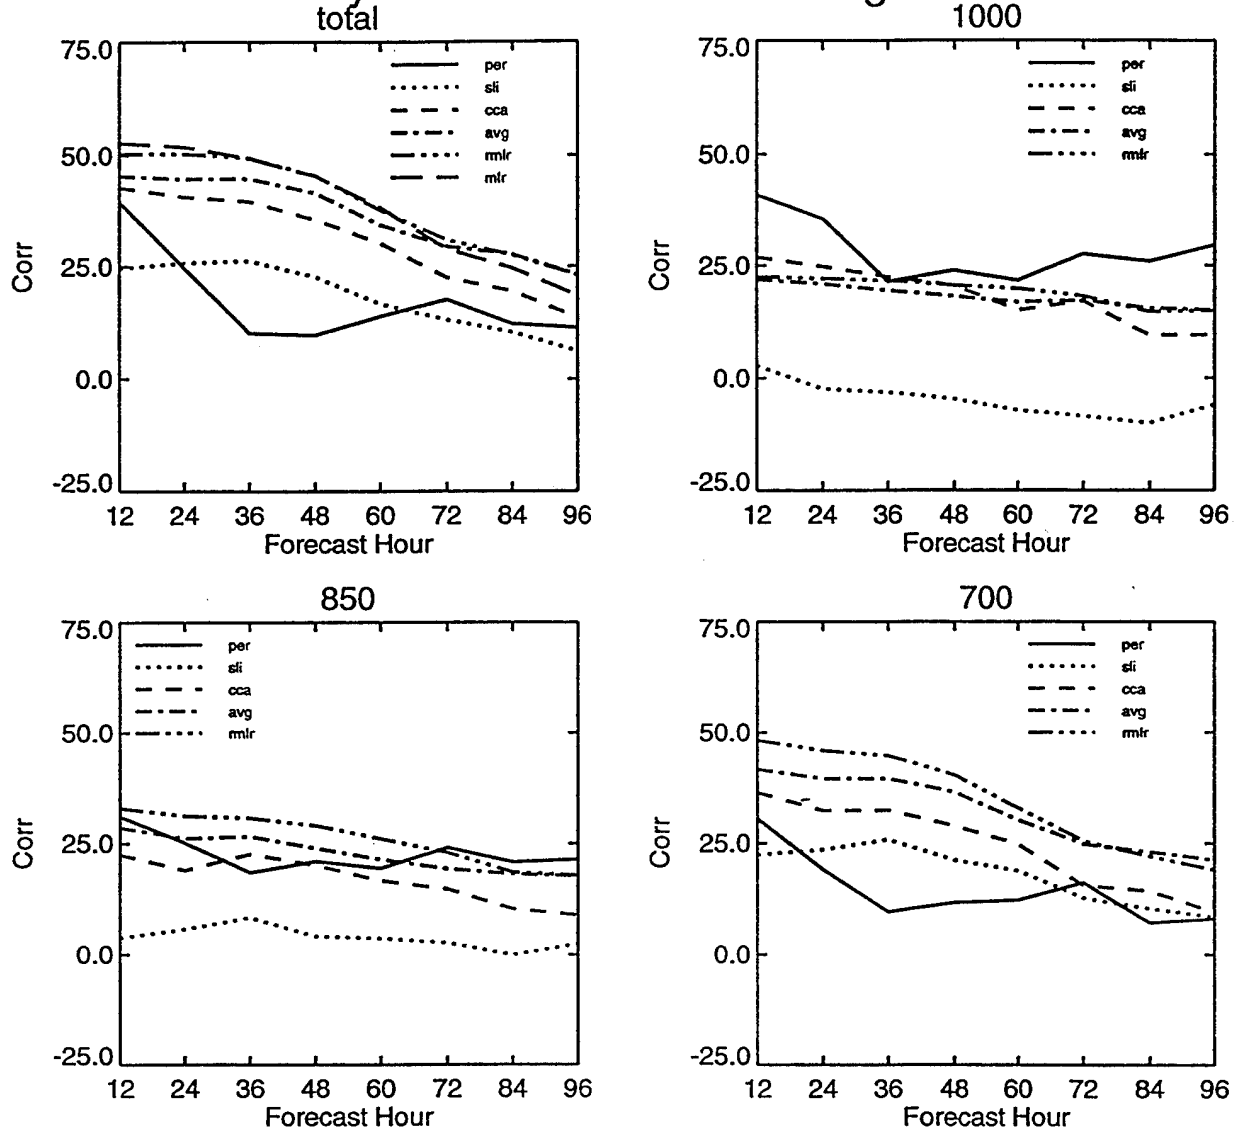 total
75.0
50.0
25.0
0.0
-25.0
Corr
per
sli
cca
avg
rmlr
mlr
12 24 36 48 60 72 84 96
Forecast Hour
1000
75.0
50.0
25.0
0.0
-25.0
Corr
per
sli
cca
avg
rmlr
12 24 36 48 60 72 84 96
Forecast Hour
850
75.0
50.0
25.0
0.0
-25.0
Corr
per
sli
cca
avg
rmlr
12 24 36 48 60 72 84 96
Forecast Hour
700
75.0
50.0
25.0
0.0
-25.0
Corr
per
sli
cca
avg
rmlr
12 24 36 48 60 72 84 96
Forecast Hour